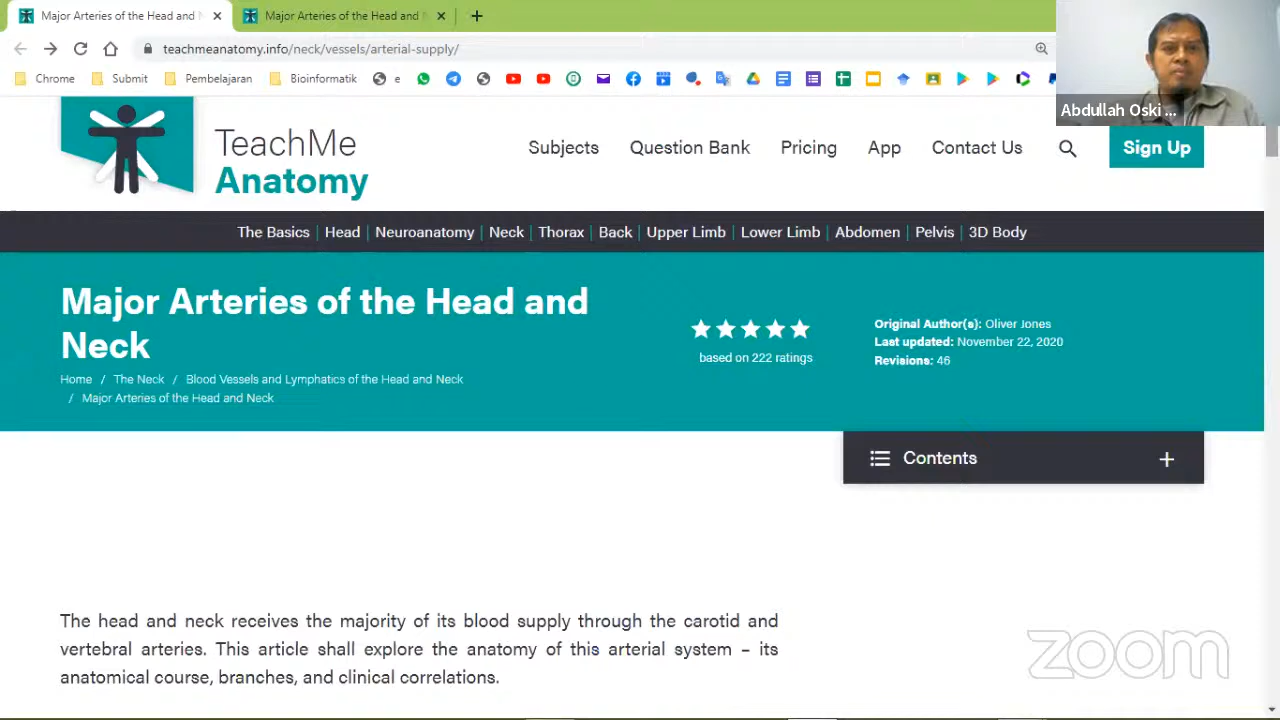 Major Arteries of the Head and
Major Arteries of the Head and
teachmeanatomy.info/neck/vessels/arterial-supply/
Chrome Submit Pembelajaran Bioinformatik e
Abdullah Oski ...
TeachMe
Anatomy
Subjects Question Bank Pricing App Contact Us Sign Up
The Basics | Head | Neuroanatomy | Neck | Thorax | Back | Upper Limb | Lower Limb | Abdomen | Pelvis | 3D Body
Major Arteries of the Head and
Neck
Home / The Neck / Blood Vessels and Lymphatics of the Head and Neck
/ Major Arteries of the Head and Neck
based on 222 ratings
Original Author(s): Oliver Jones
Last updated: November 22, 2020
Revisions: 46
Contents +
The head and neck receives the majority of its blood supply through the carotid and
vertebral arteries. This article shall explore the anatomy of this arterial system – its
anatomical course, branches, and clinical correlations.
zoom